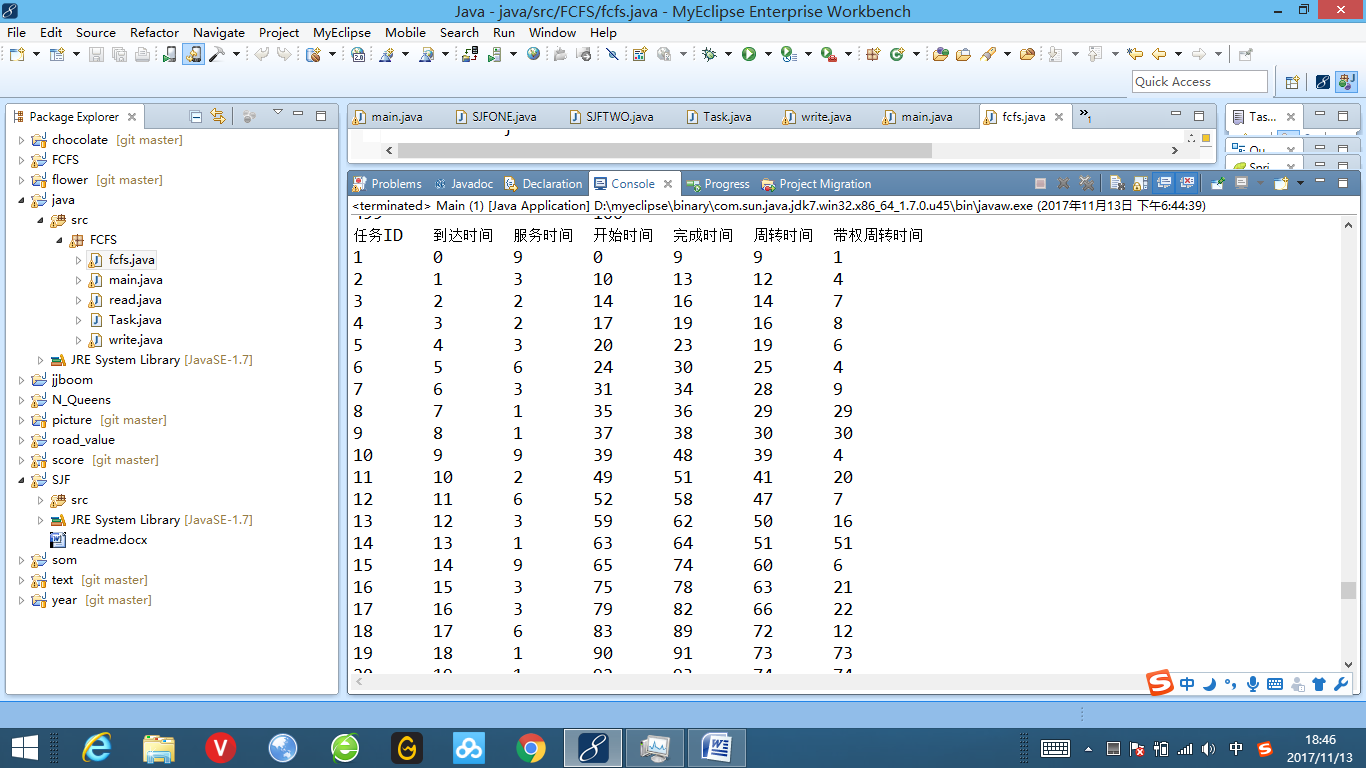 Java - java/src/FCFS/fcfs.java - MyEclipse Enterprise Workbench
File Edit Source Refactor Navigate Project MyEclipse Mobile Search Run Window Help
Quick Access
Package Explorer
chocolate [git master]
FCFS
flower [git master]
java
src
FCFS
fcfs.java
main.java
read.java
Task.java
write.java
JRE System Library [JavaSE-1.7]
jjboom
N_Queens
picture [git master]
road_value
score [git master]
SJF
src
JRE System Library [JavaSE-1.7]
readme.docx
som
text [git master]
year [git master]
main.java SJFONE.java SJFTWO.java Task.java write.java main.java fcfs.java
Tas...
Problems Javadoc Declaration Console Progress Project Migration
<terminated> Main (1) [Java Application] D:\myeclipse\binary\com.sun.java.jdk7.win32.x86_64_1.7.0.u45\bin\javaw.exe (2017年11月13日 下午6:44:39)
任务ID 到达时间 服务时间 开始时间 完成时间 周转时间 带权周转时间
1 0 9 0 9 9 1
2 1 3 10 13 12 4
3 2 2 14 16 14 7
4 3 2 17 19 16 8
5 4 3 20 23 19 6
6 5 6 24 30 25 4
7 6 3 31 34 28 9
8 7 1 35 36 29 29
9 8 1 37 38 30 30
10 9 9 39 48 39 4
11 10 2 49 51 41 20
12 11 6 52 58 47 7
13 12 3 59 62 50 16
14 13 1 63 64 51 51
15 14 9 65 74 60 6
16 15 3 75 78 63 21
17 16 3 79 82 66 22
18 17 6 83 89 72 12
19 18 1 90 91 73 73
中
中
18:46
2017/11/13